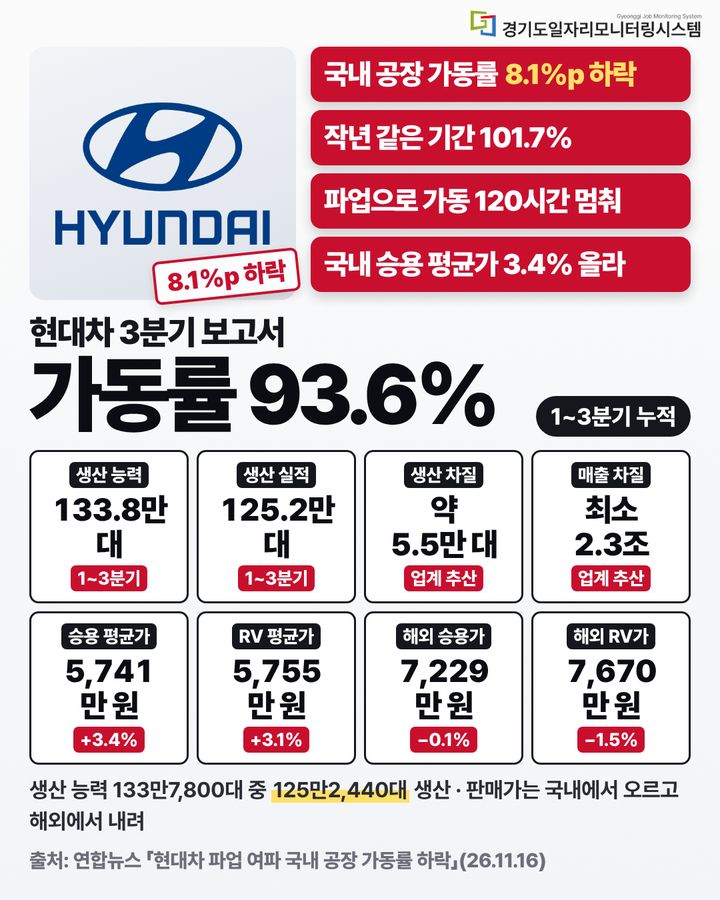 Gyeonggi Job Monitoring System
경기도일자리모니터링시스템
HYUNDAI
8.1%p 하락
국내 공장 가동률 8.1%p 하락
작년 같은 기간 101.7%
파업으로 가동 120시간 멈춰
국내 승용 평균가 3.4% 올라
현대차 3분기 보고서
가동률 93.6%
1~3분기 누적
생산 능력
133.8만
대
1~3분기
생산 실적
125.2만
대
1~3분기
생산 차질
약
5.5만 대
업계 추산
매출 차질
최소
2.3조
업계 추산
승용 평균가
5,741
만 원
+3.4%
RV 평균가
5,755
만 원
+3.1%
해외 승용가
7,229
만 원
−0.1%
해외 RV가
7,670
만 원
−1.5%
생산 능력 133만7,800대 중 125만2,440대 생산 · 판매가는 국내에서 오르고
해외에서 내려
출처: 연합뉴스 「현대차 파업 여파 국내 공장 가동률 하락」(26.11.16)